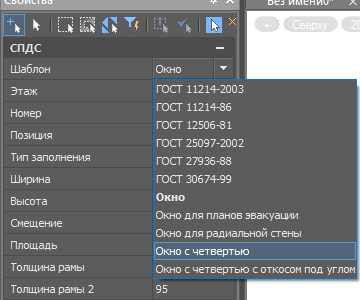 Свойства
Без имени0*
+ Сверху 2D
СПДС
Шаблон Окно
Этаж
Номер
Позиция
Тип заполнения
Ширина
Высота
Смещение
Площадь
Толщина рамы
Толщина рамы 2 95
ГОСТ 11214-2003
ГОСТ 11214-86
ГОСТ 12506-81
ГОСТ 25097-2002
ГОСТ 27936-88
ГОСТ 30674-99
Окно
Окно для планов эвакуации
Окно для радиальной стены
Окно с четвертью
Окно с четвертью с откосом под углом